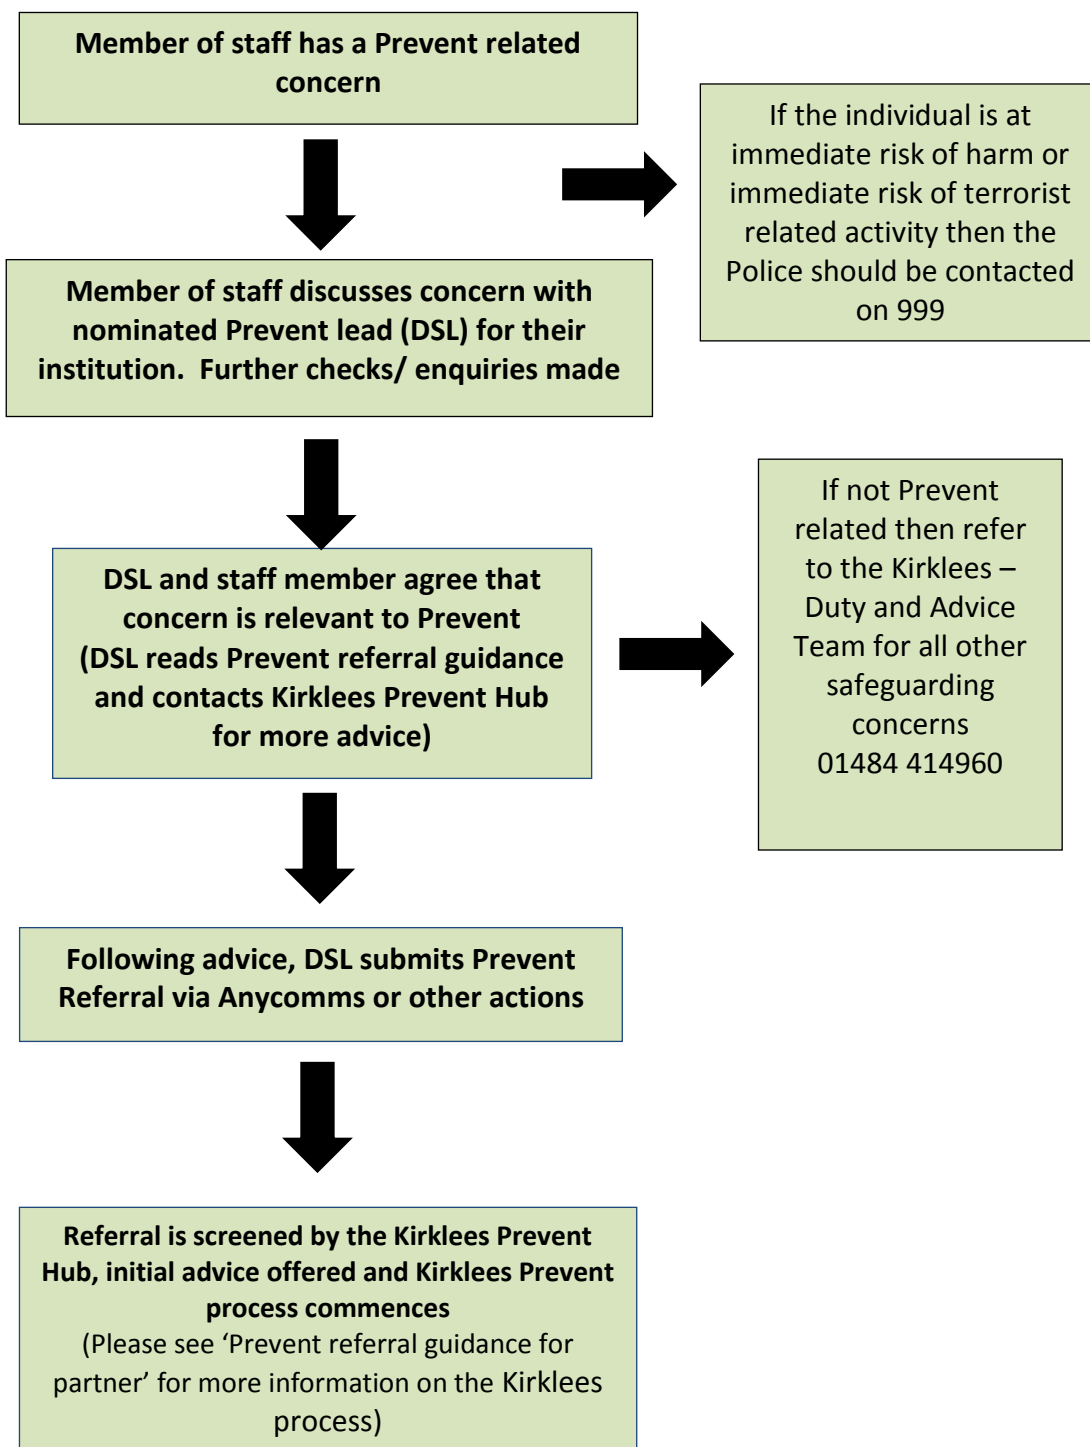 Member of staff has a Prevent related
concern
If the individual is at
immediate risk of harm or
immediate risk of terrorist
related activity then the
Police should be contacted
on 999
Member of staff discusses concern with
nominated Prevent lead (DSL) for their
institution.  Further checks/ enquiries made
DSL and staff member agree that
concern is relevant to Prevent
(DSL reads Prevent referral guidance
and contacts Kirklees Prevent Hub
for more advice)
If not Prevent
related then refer
to the Kirklees –
Duty and Advice
Team for all other
safeguarding
concerns
01484 414960
Following advice, DSL submits Prevent
Referral via Anycomms or other actions
Referral is screened by the Kirklees Prevent
Hub, initial advice offered and Kirklees Prevent
process commences
(Please see ‘Prevent referral guidance for
partner’ for more information on the Kirklees
process)